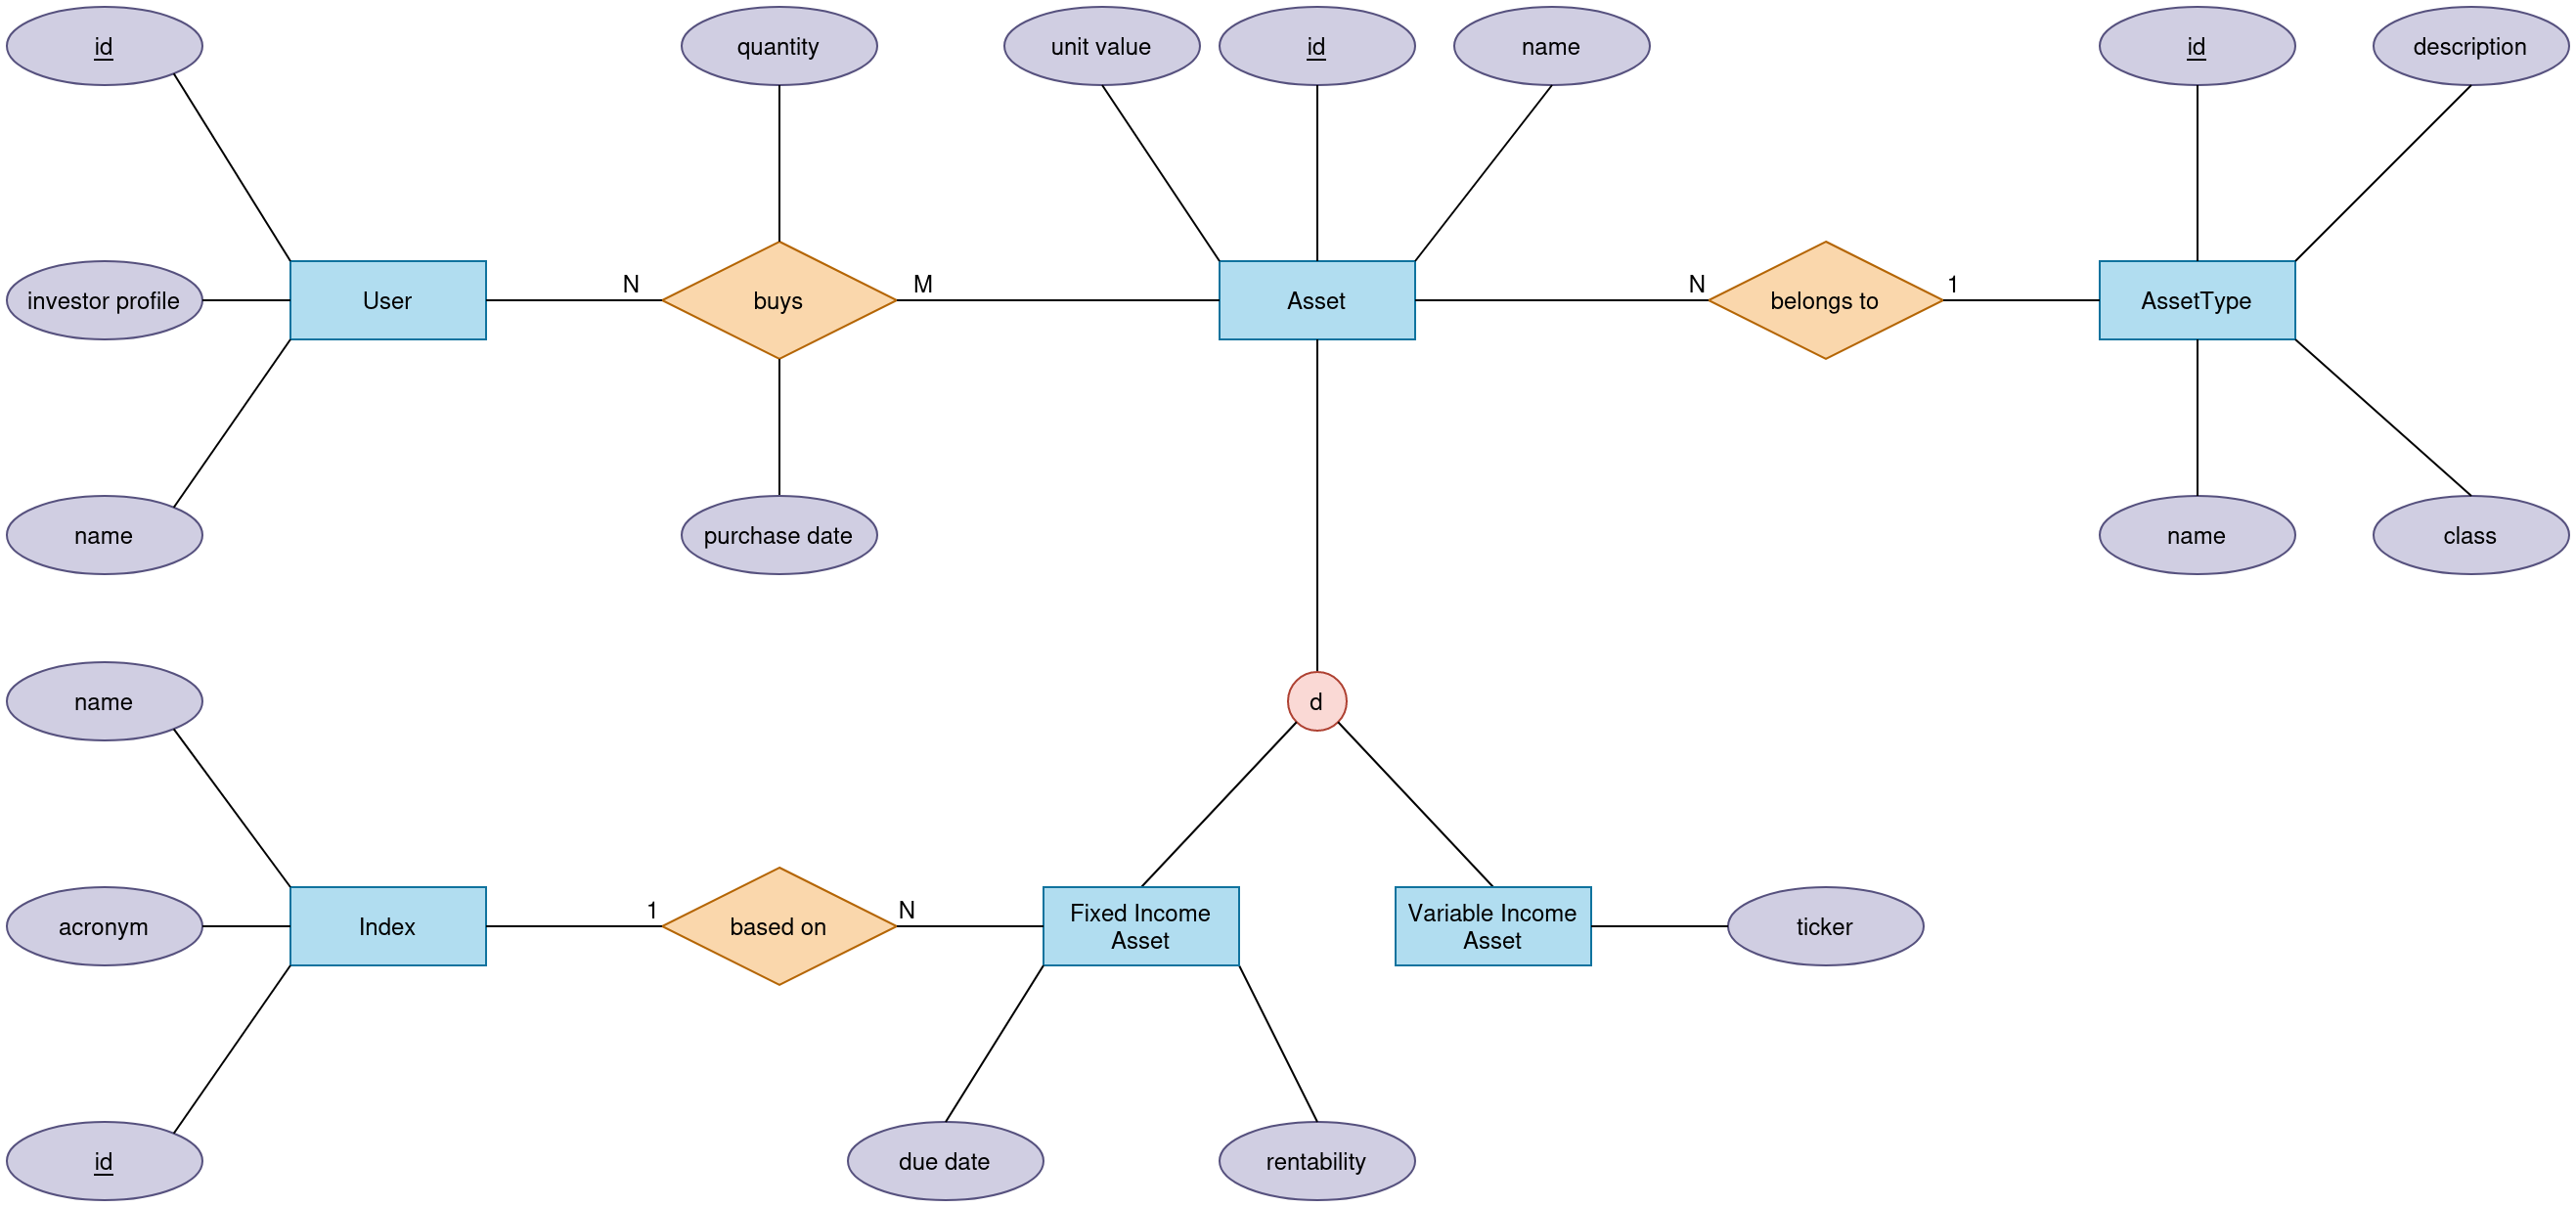 id
quantity
unit value
id
name
id
description
investor profile
User
N
buys
M
Asset
N
belongs to
1
AssetType
name
purchase date
name
class
name
d
acronym
Index
1
based on
N
Fixed Income
Asset
Variable Income
Asset
ticker
id
due date
rentability